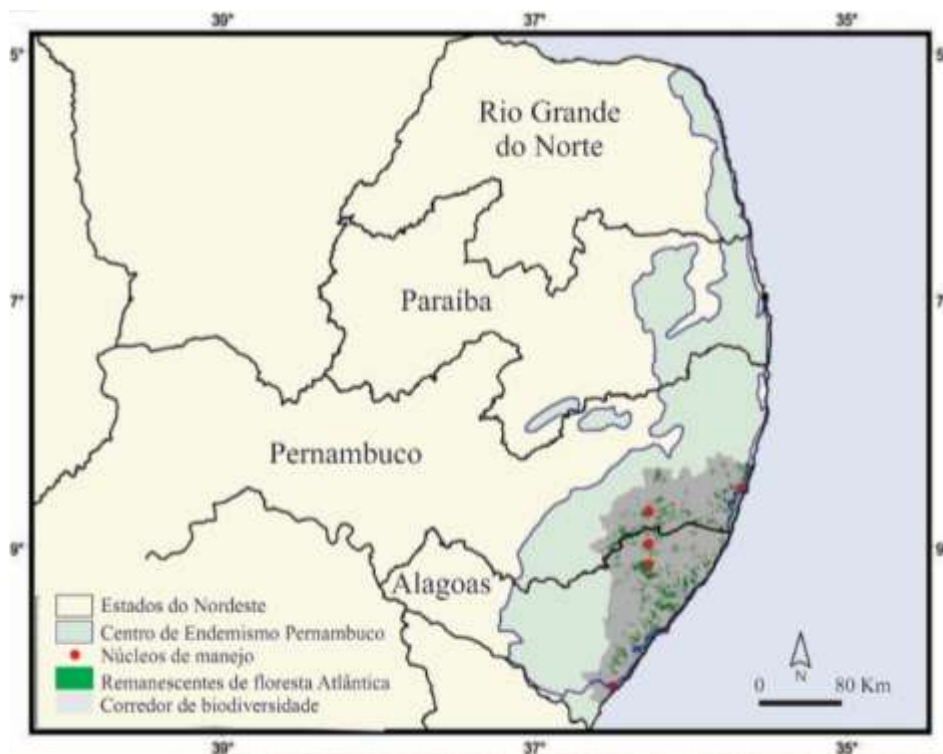 39°
37°
35°
5°
5
Rio Grande
do Norte
Paraíba
7°
7
Pernambuco
9°
9
Alagoas
Estados do Nordeste
Centro de Endemismo Pernambuco
Núcleos de manejo
Remanescentes de floresta Atlântica
Corredor de biodiversidade
N
0
80 Km
39°
37°
35°